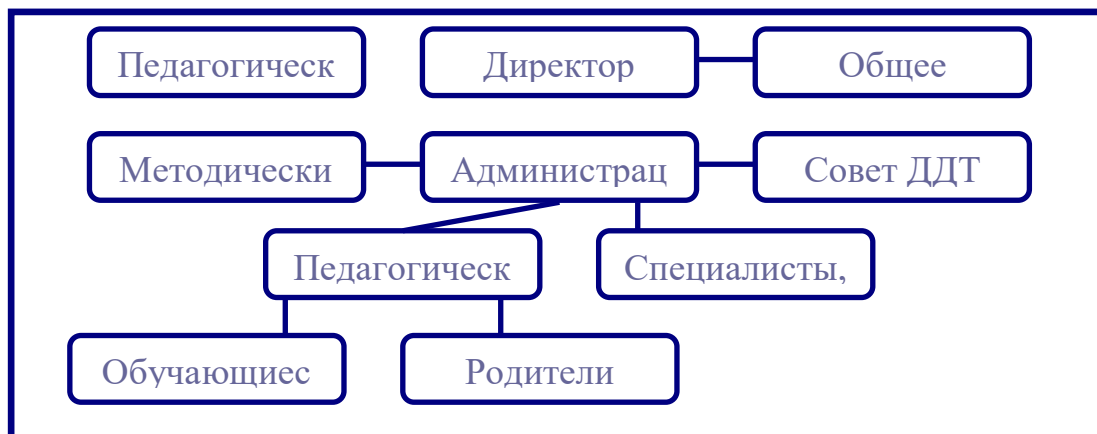 Педагогическ
Директор
Общее
Методически
Администрац
Совет ДДТ
Педагогическ
Специалисты,
Обучающиес
Родители